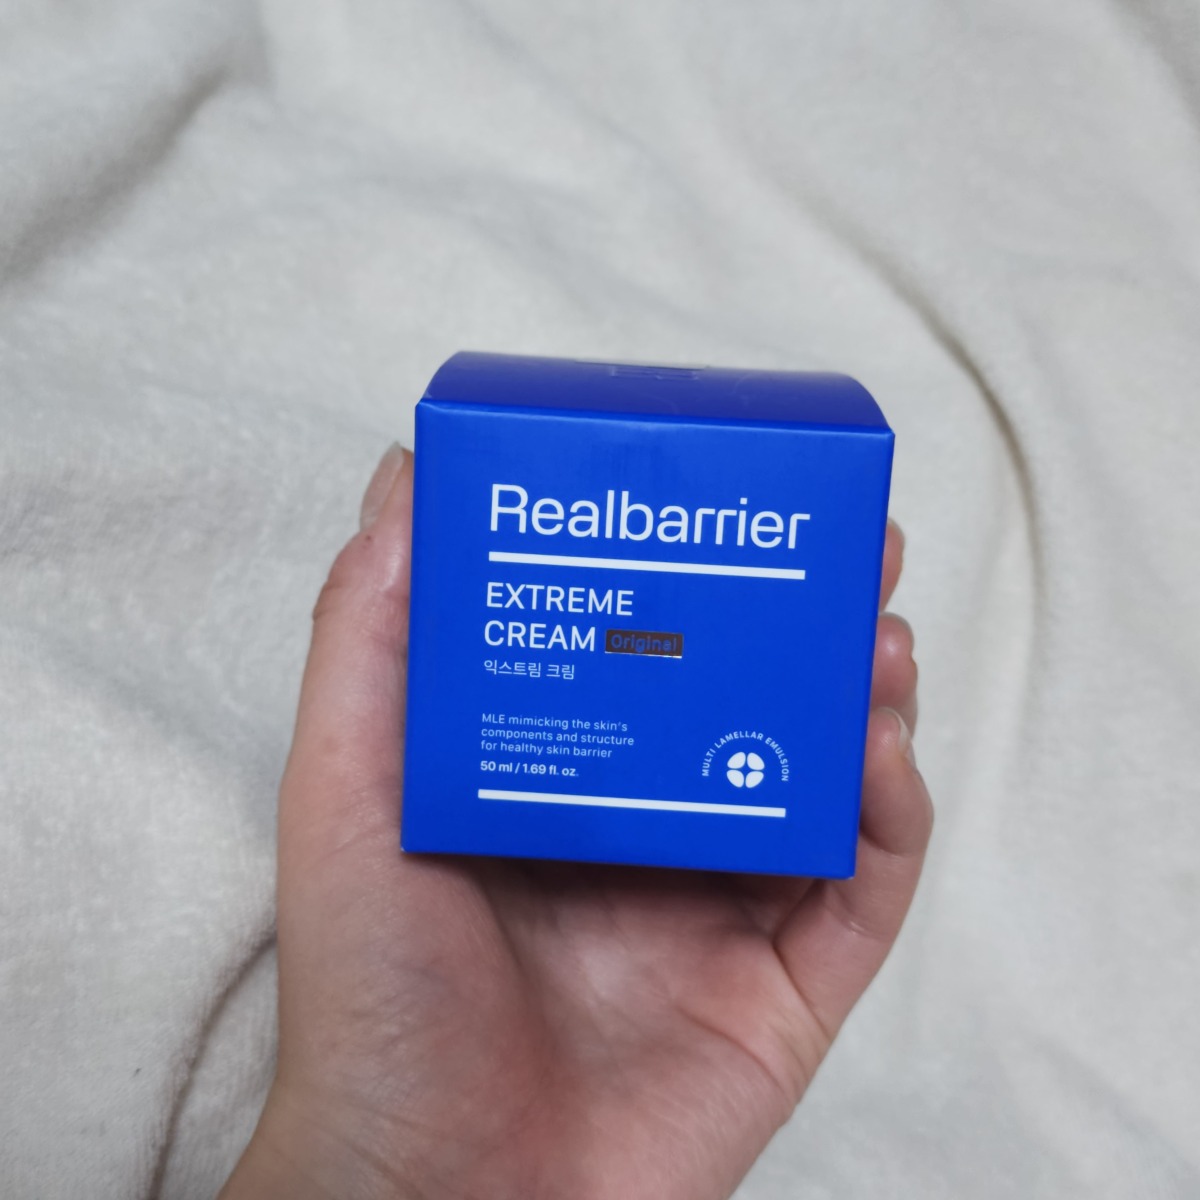 Realbarrier
EXTREME
CREAM Original
익스트림 크림
MLE mimicking the skin's
components and structure
for healthy skin barrier
50 ml / 1.69 fl. oz.
MULTI LAMELLAR EMULSION